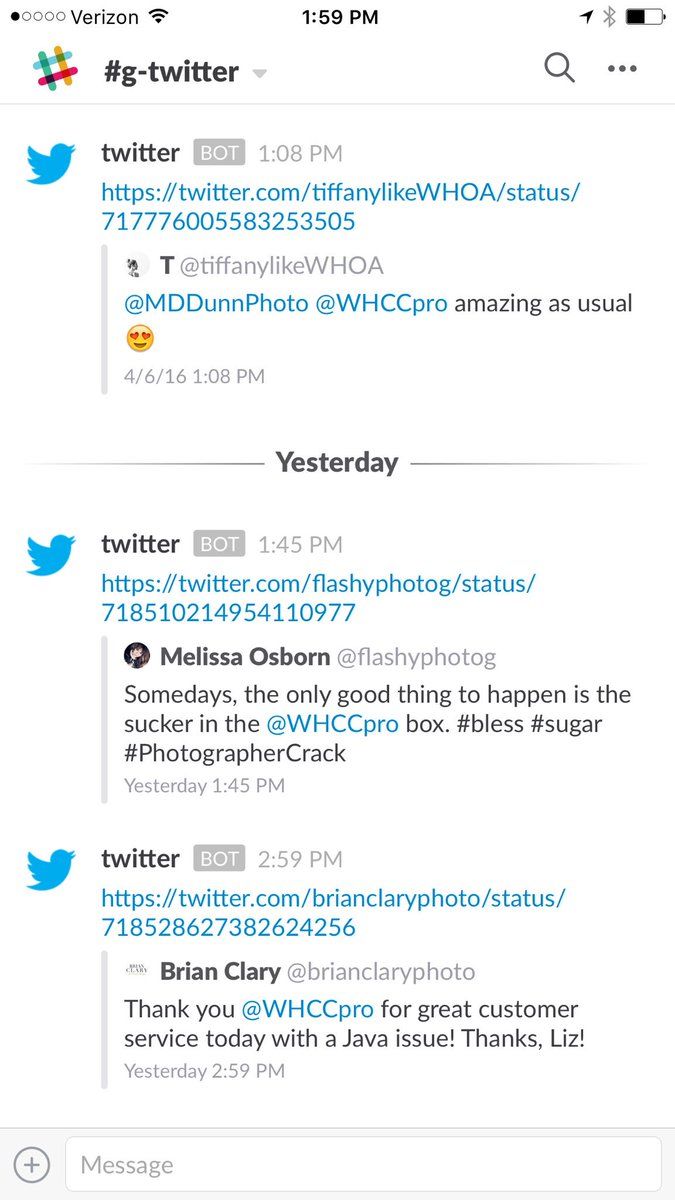 Verizon 1:59 PM
#g-twitter
twitter BOT 1:08 PM
https://twitter.com/tiffanylikeWHOA/status/
717776005583253505
T @tiffanylikeWHOA
@MDDunnPhoto @WHCCpro amazing as usual
😍
4/6/16 1:08 PM
Yesterday
twitter BOT 1:45 PM
https://twitter.com/flashyphotog/status/
718510214954110977
Melissa Osborn @flashyphotog
Somedays, the only good thing to happen is the
sucker in the @WHCCpro box. #bless #sugar
#PhotographerCrack
Yesterday 1:45 PM
twitter BOT 2:59 PM
https://twitter.com/brianclaryphoto/status/
718528627382624256
BRIAN
CLARY
Brian Clary @brianclaryphoto
Thank you @WHCCpro for great customer
service today with a Java issue! Thanks, Liz!
Yesterday 2:59 PM
Message